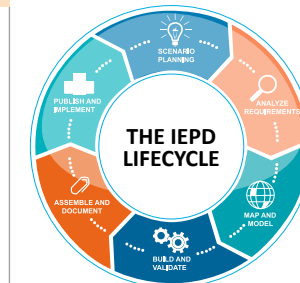 SCENARIO
PLANNING
ANALYZE
REQUIREMENTS
MAP AND
MODEL
BUILD AND
VALIDATE
ASSEMBLE AND
DOCUMENT
PUBLISH AND
IMPLEMENT
THE IEPD
LIFECYCLE